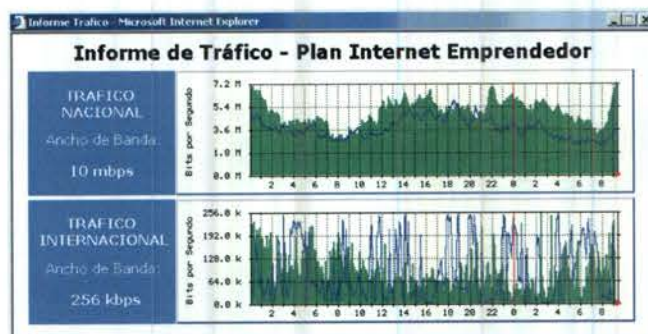 Informe Trafico - Microsoft Internet Explorer
Informe de Tráfico - Plan Internet Emprendedor
TRAFICO
NACIONAL
Ancho de Banda:
10 mbps
Bits por Segundo
7.2 M
5.4 M
3.6 M
1.8 M
0.0 M
2 4 6 8 10 12 14 16 18 20 22 0 2 4 6 8
TRAFICO
INTERNACIONAL
Ancho de Banda:
256 kbps
Bits por Segundo
256.0 k
192.0 k
128.0 k
64.0 k
0.0 k
2 4 6 8 10 12 14 16 18 20 22 0 2 4 6 8